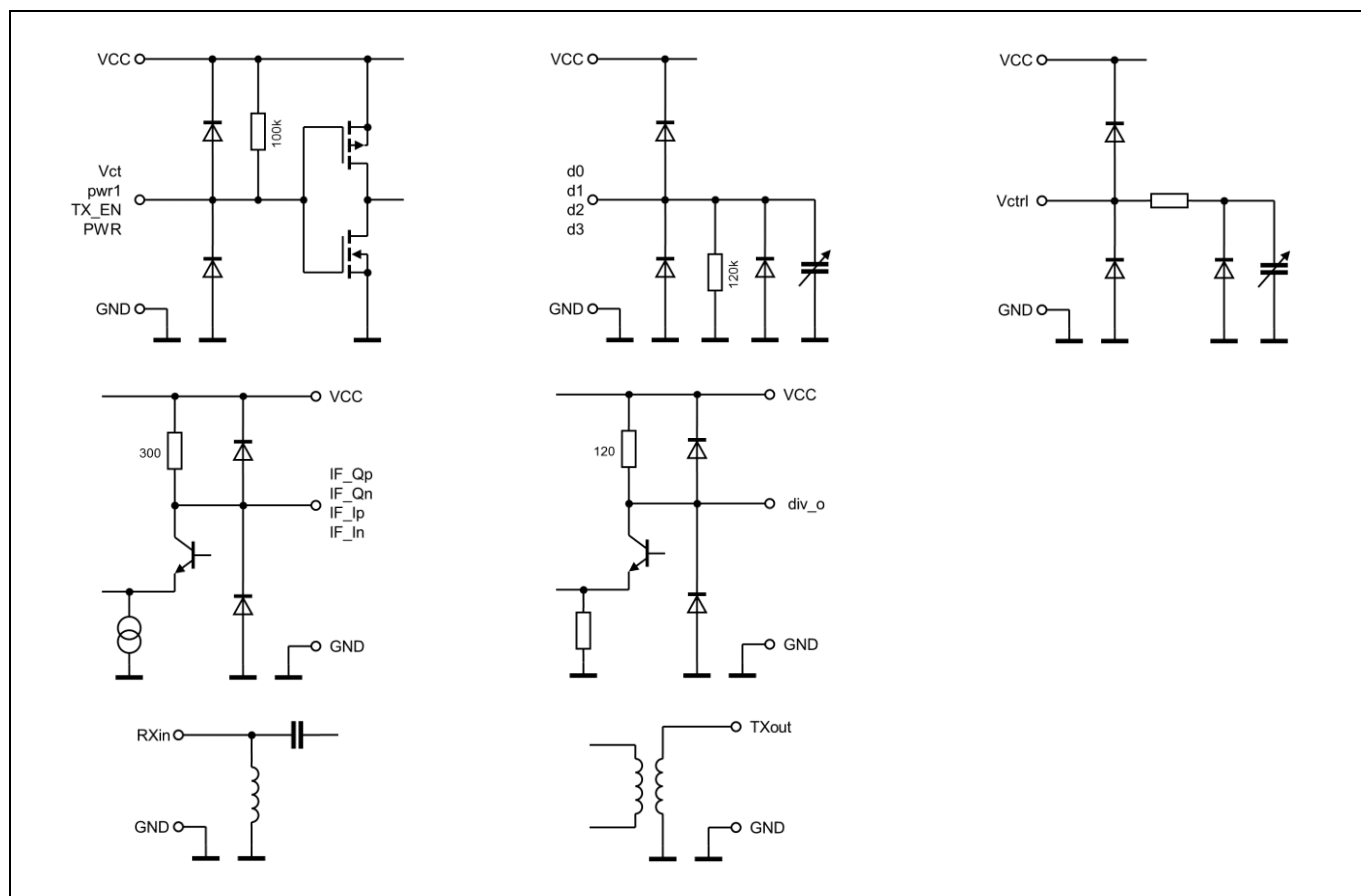 VCC
100k
Vct
pwr1
TX_EN
PWR
GND
VCC
d0
d1
d2
d3
120k
GND
VCC
Vctrl
GND
VCC
300
IF_Qp
IF_Qn
IF_Ip
IF_In
GND
VCC
120
div_o
GND
RXin
GND
TXout
GND